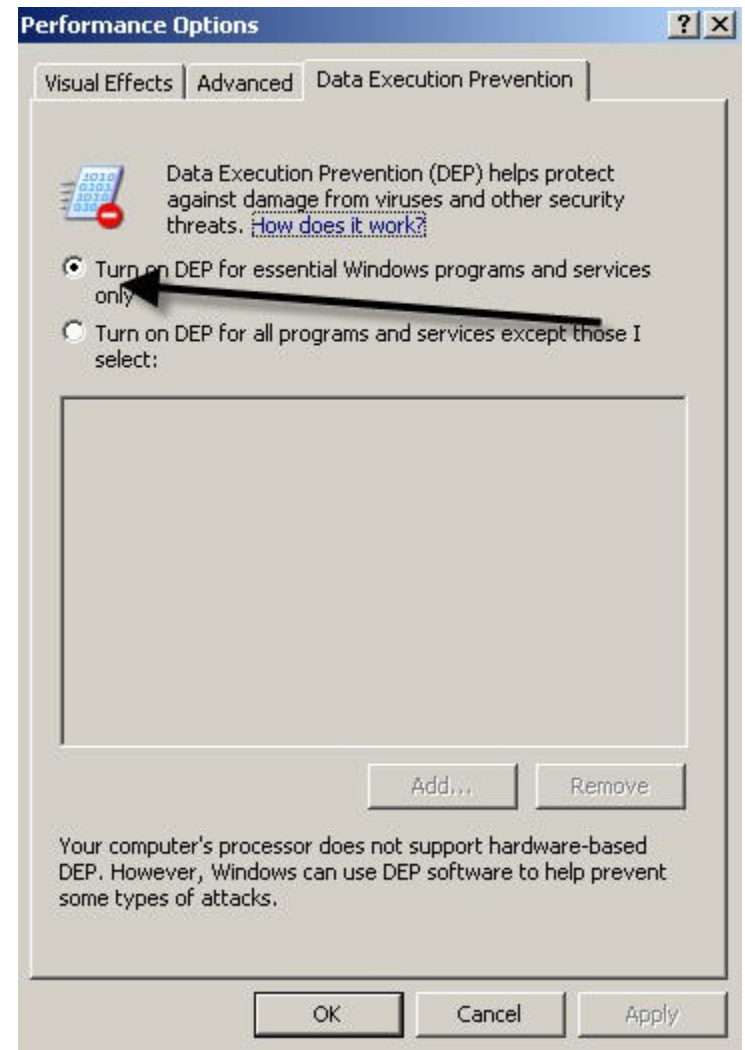 Performance Options
Visual Effects
Advanced
Data Execution Prevention
Data Execution Prevention (DEP) helps protect
against damage from viruses and other security
threats. How does it work?
Turn on DEP for essential Windows programs and services
only
Turn on DEP for all programs and services except those I
select:
Add...
Remove
Your computer's processor does not support hardware-based
DEP. However, Windows can use DEP software to help prevent
some types of attacks.
OK
Cancel
Apply